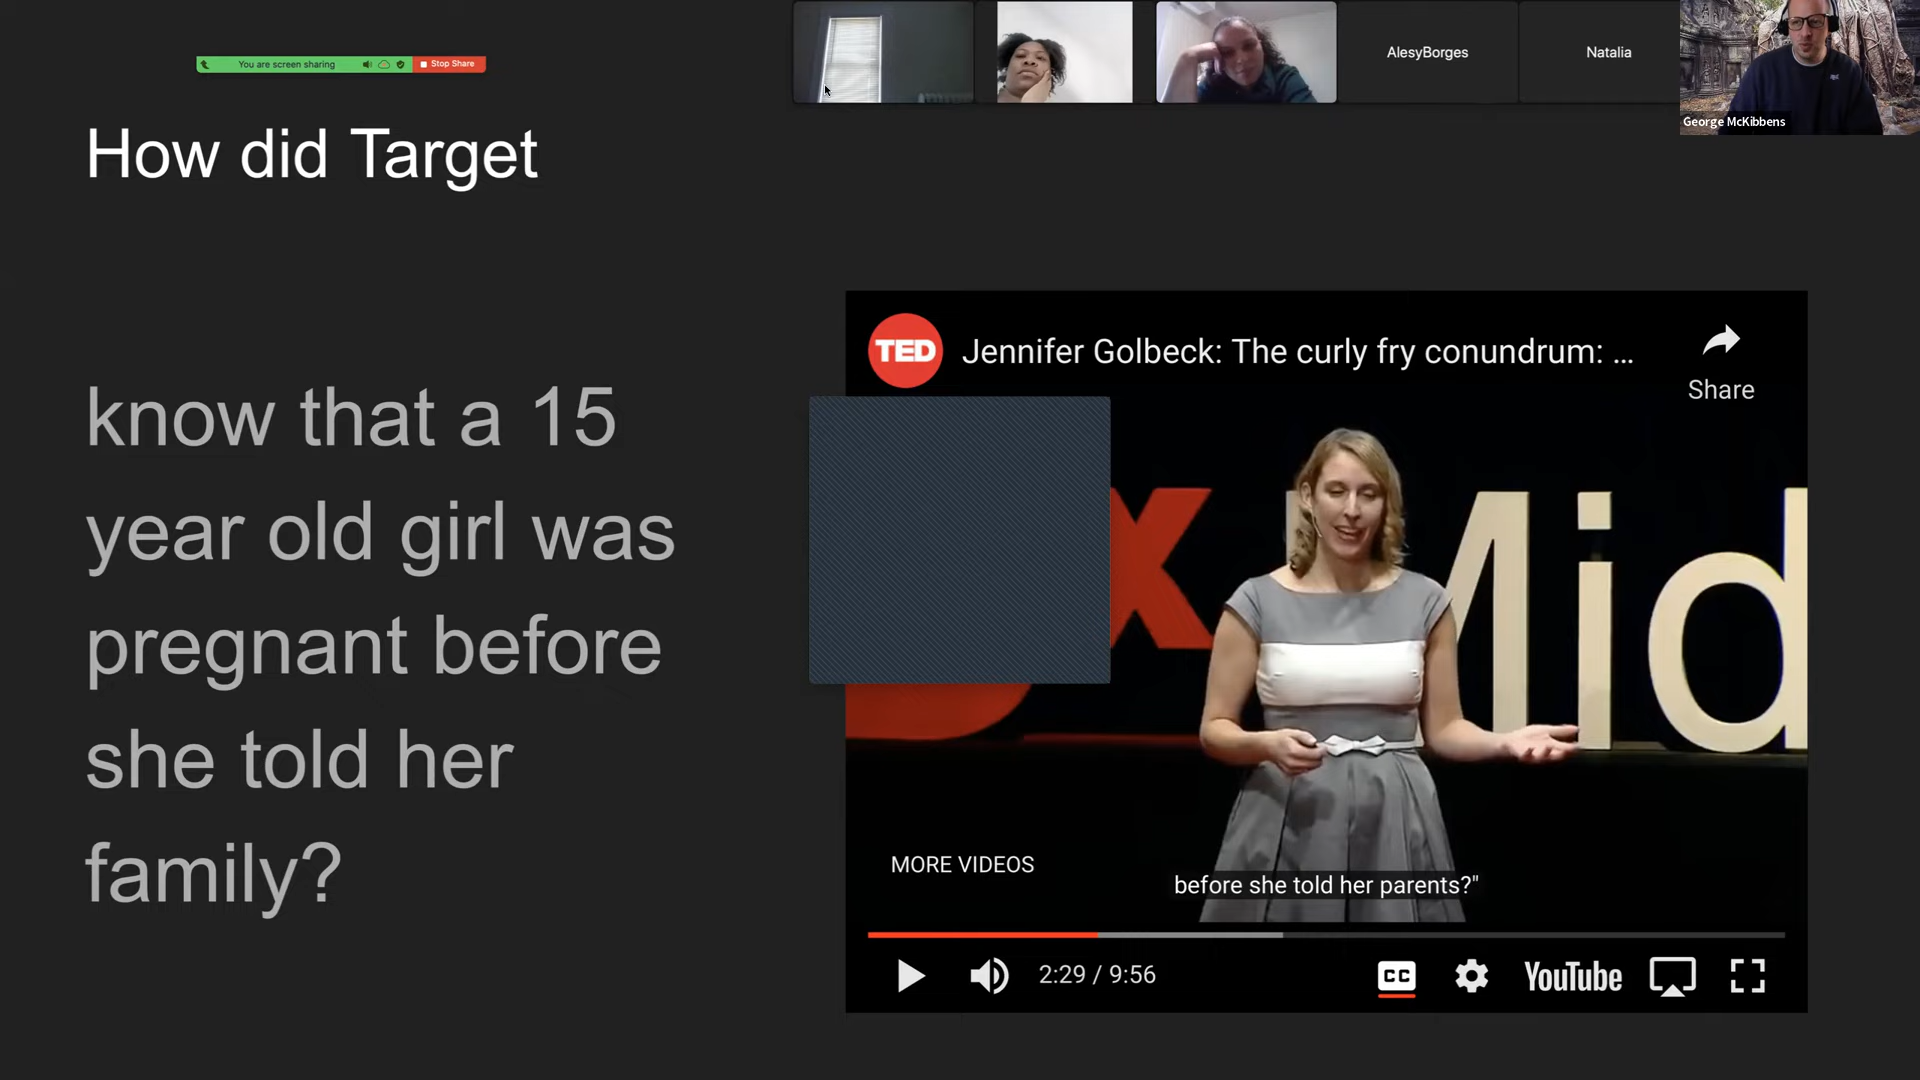 You are screen sharing
Stop Share
AlesyBorges
Natalia
George McKibbens
How did Target
know that a 15
year old girl was
pregnant before
she told her
family?
TED
Jennifer Golbeck: The curly fry conundrum: ...
Share
x Mid
MORE VIDEOS
before she told her parents?"
2:29 / 9:56
CC
YouTube